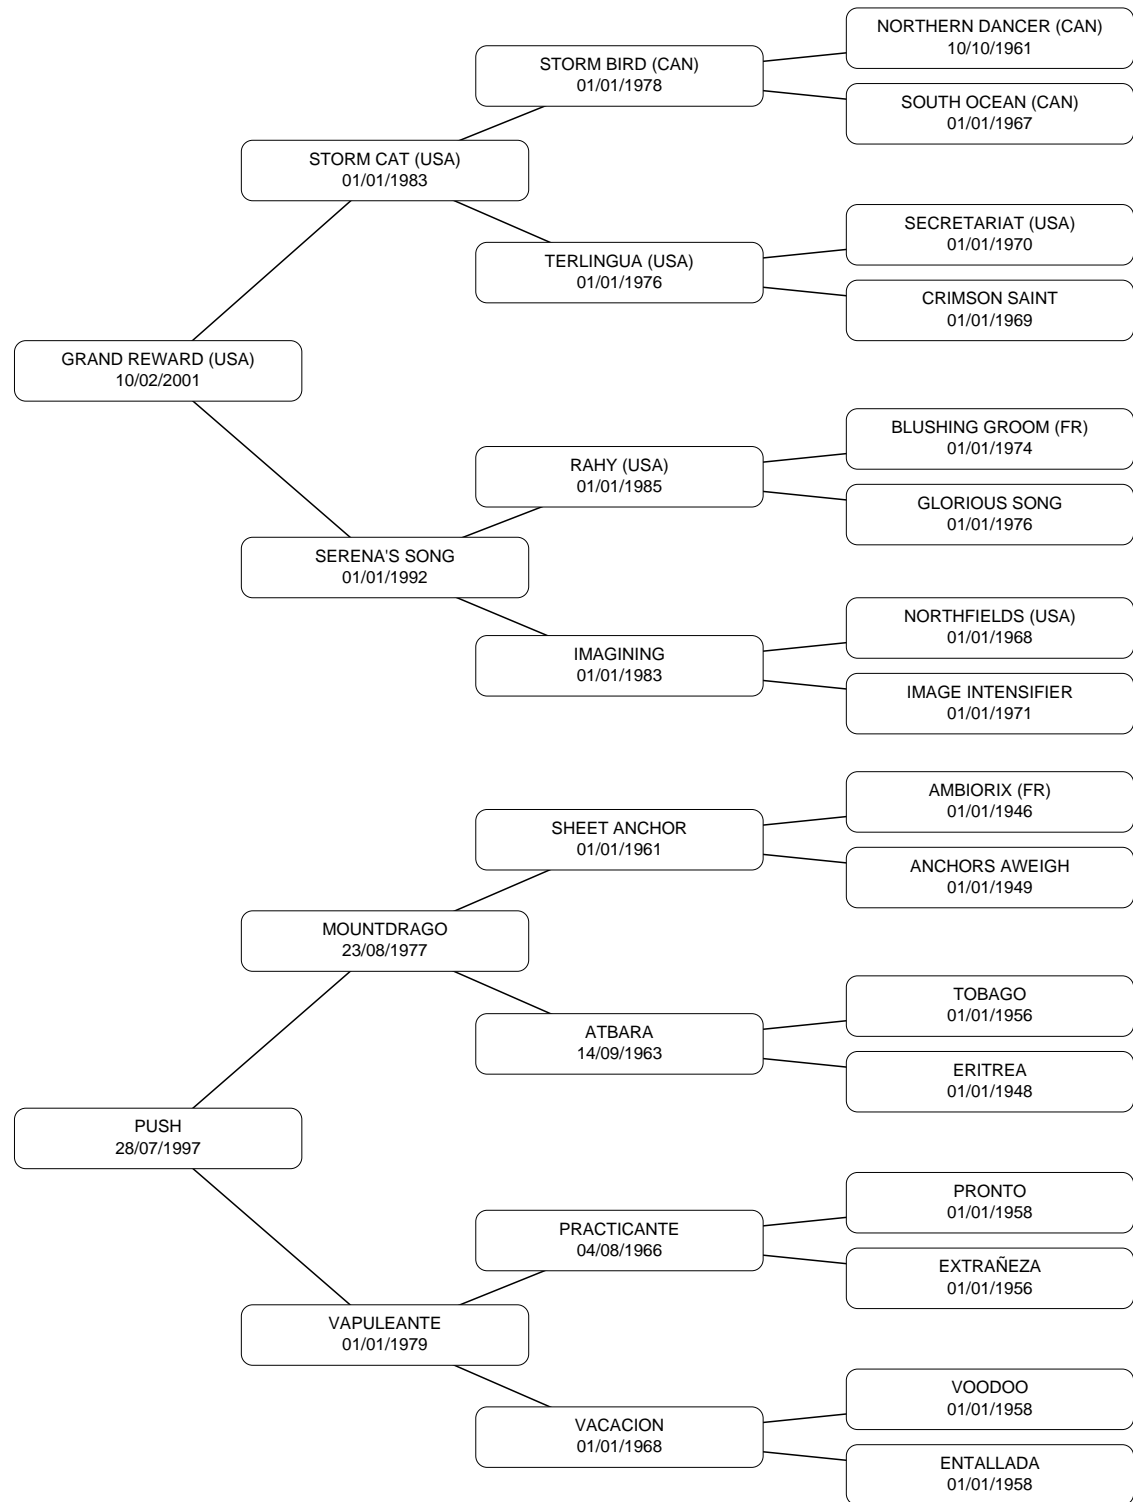 NORTHERN DANCER (CAN)
10/10/1961
STORM BIRD (CAN)
01/01/1978
SOUTH OCEAN (CAN)
01/01/1967
STORM CAT (USA)
01/01/1983
SECRETARIAT (USA)
01/01/1970
TERLINGUA (USA)
01/01/1976
CRIMSON SAINT
01/01/1969
GRAND REWARD (USA)
10/02/2001
BLUSHING GROOM (FR)
01/01/1974
RAHY (USA)
01/01/1985
GLORIOUS SONG
01/01/1976
SERENA'S SONG
01/01/1992
NORTHFIELDS (USA)
01/01/1968
IMAGINING
01/01/1983
IMAGE INTENSIFIER
01/01/1971
AMBIORIX (FR)
01/01/1946
SHEET ANCHOR
01/01/1961
ANCHORS AWEIGH
01/01/1949
MOUNTDRAGO
23/08/1977
TOBAGO
01/01/1956
ATBARA
14/09/1963
ERITREA
01/01/1948
PUSH
28/07/1997
PRONTO
01/01/1958
PRACTICANTE
04/08/1966
EXTRAÑEZA
01/01/1956
VAPULEANTE
01/01/1979
VOODOO
01/01/1958
VACACION
01/01/1968
ENTALLADA
01/01/1958